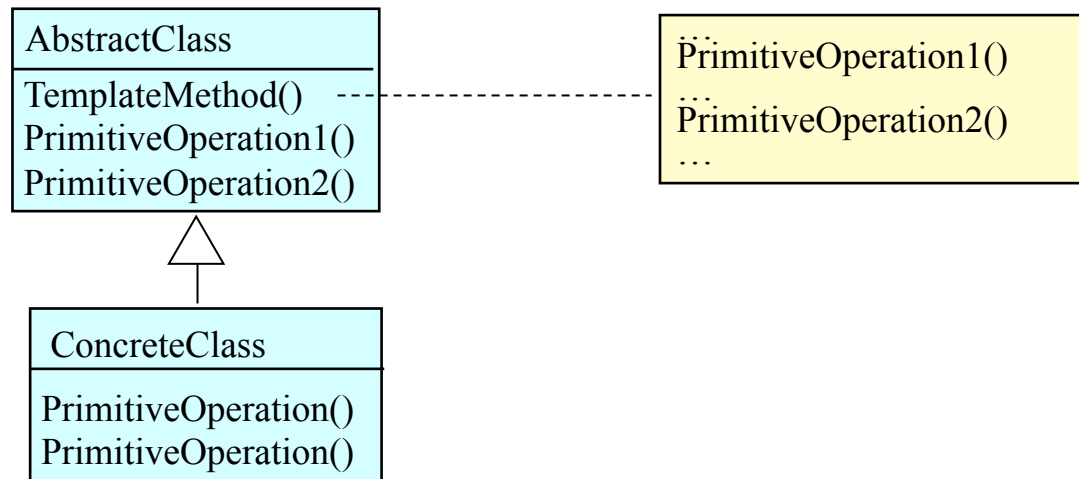 AbstractClass
TemplateMethod()
PrimitiveOperation1()
PrimitiveOperation2()
…
PrimitiveOperation1()
…
PrimitiveOperation2()
…
ConcreteClass
PrimitiveOperation()
PrimitiveOperation()